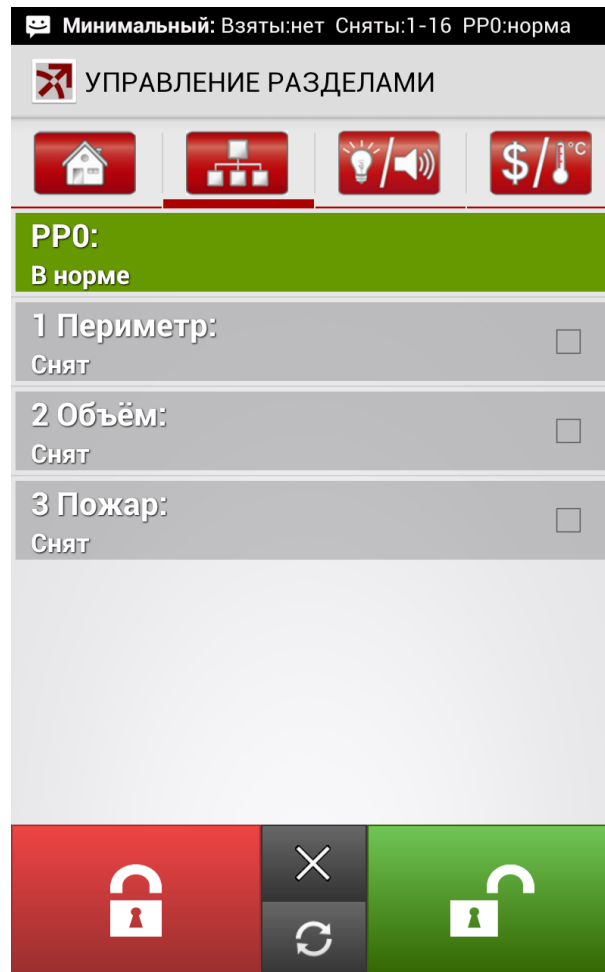 Минимальный: Взяты:нет Сняты:1-16 PP0:норма
УПРАВЛЕНИЕ РАЗДЕЛАМИ
$/°C
PP0:
В норме
1 Периметр:
Снят
2 Объём:
Снят
3 Пожар:
Снят